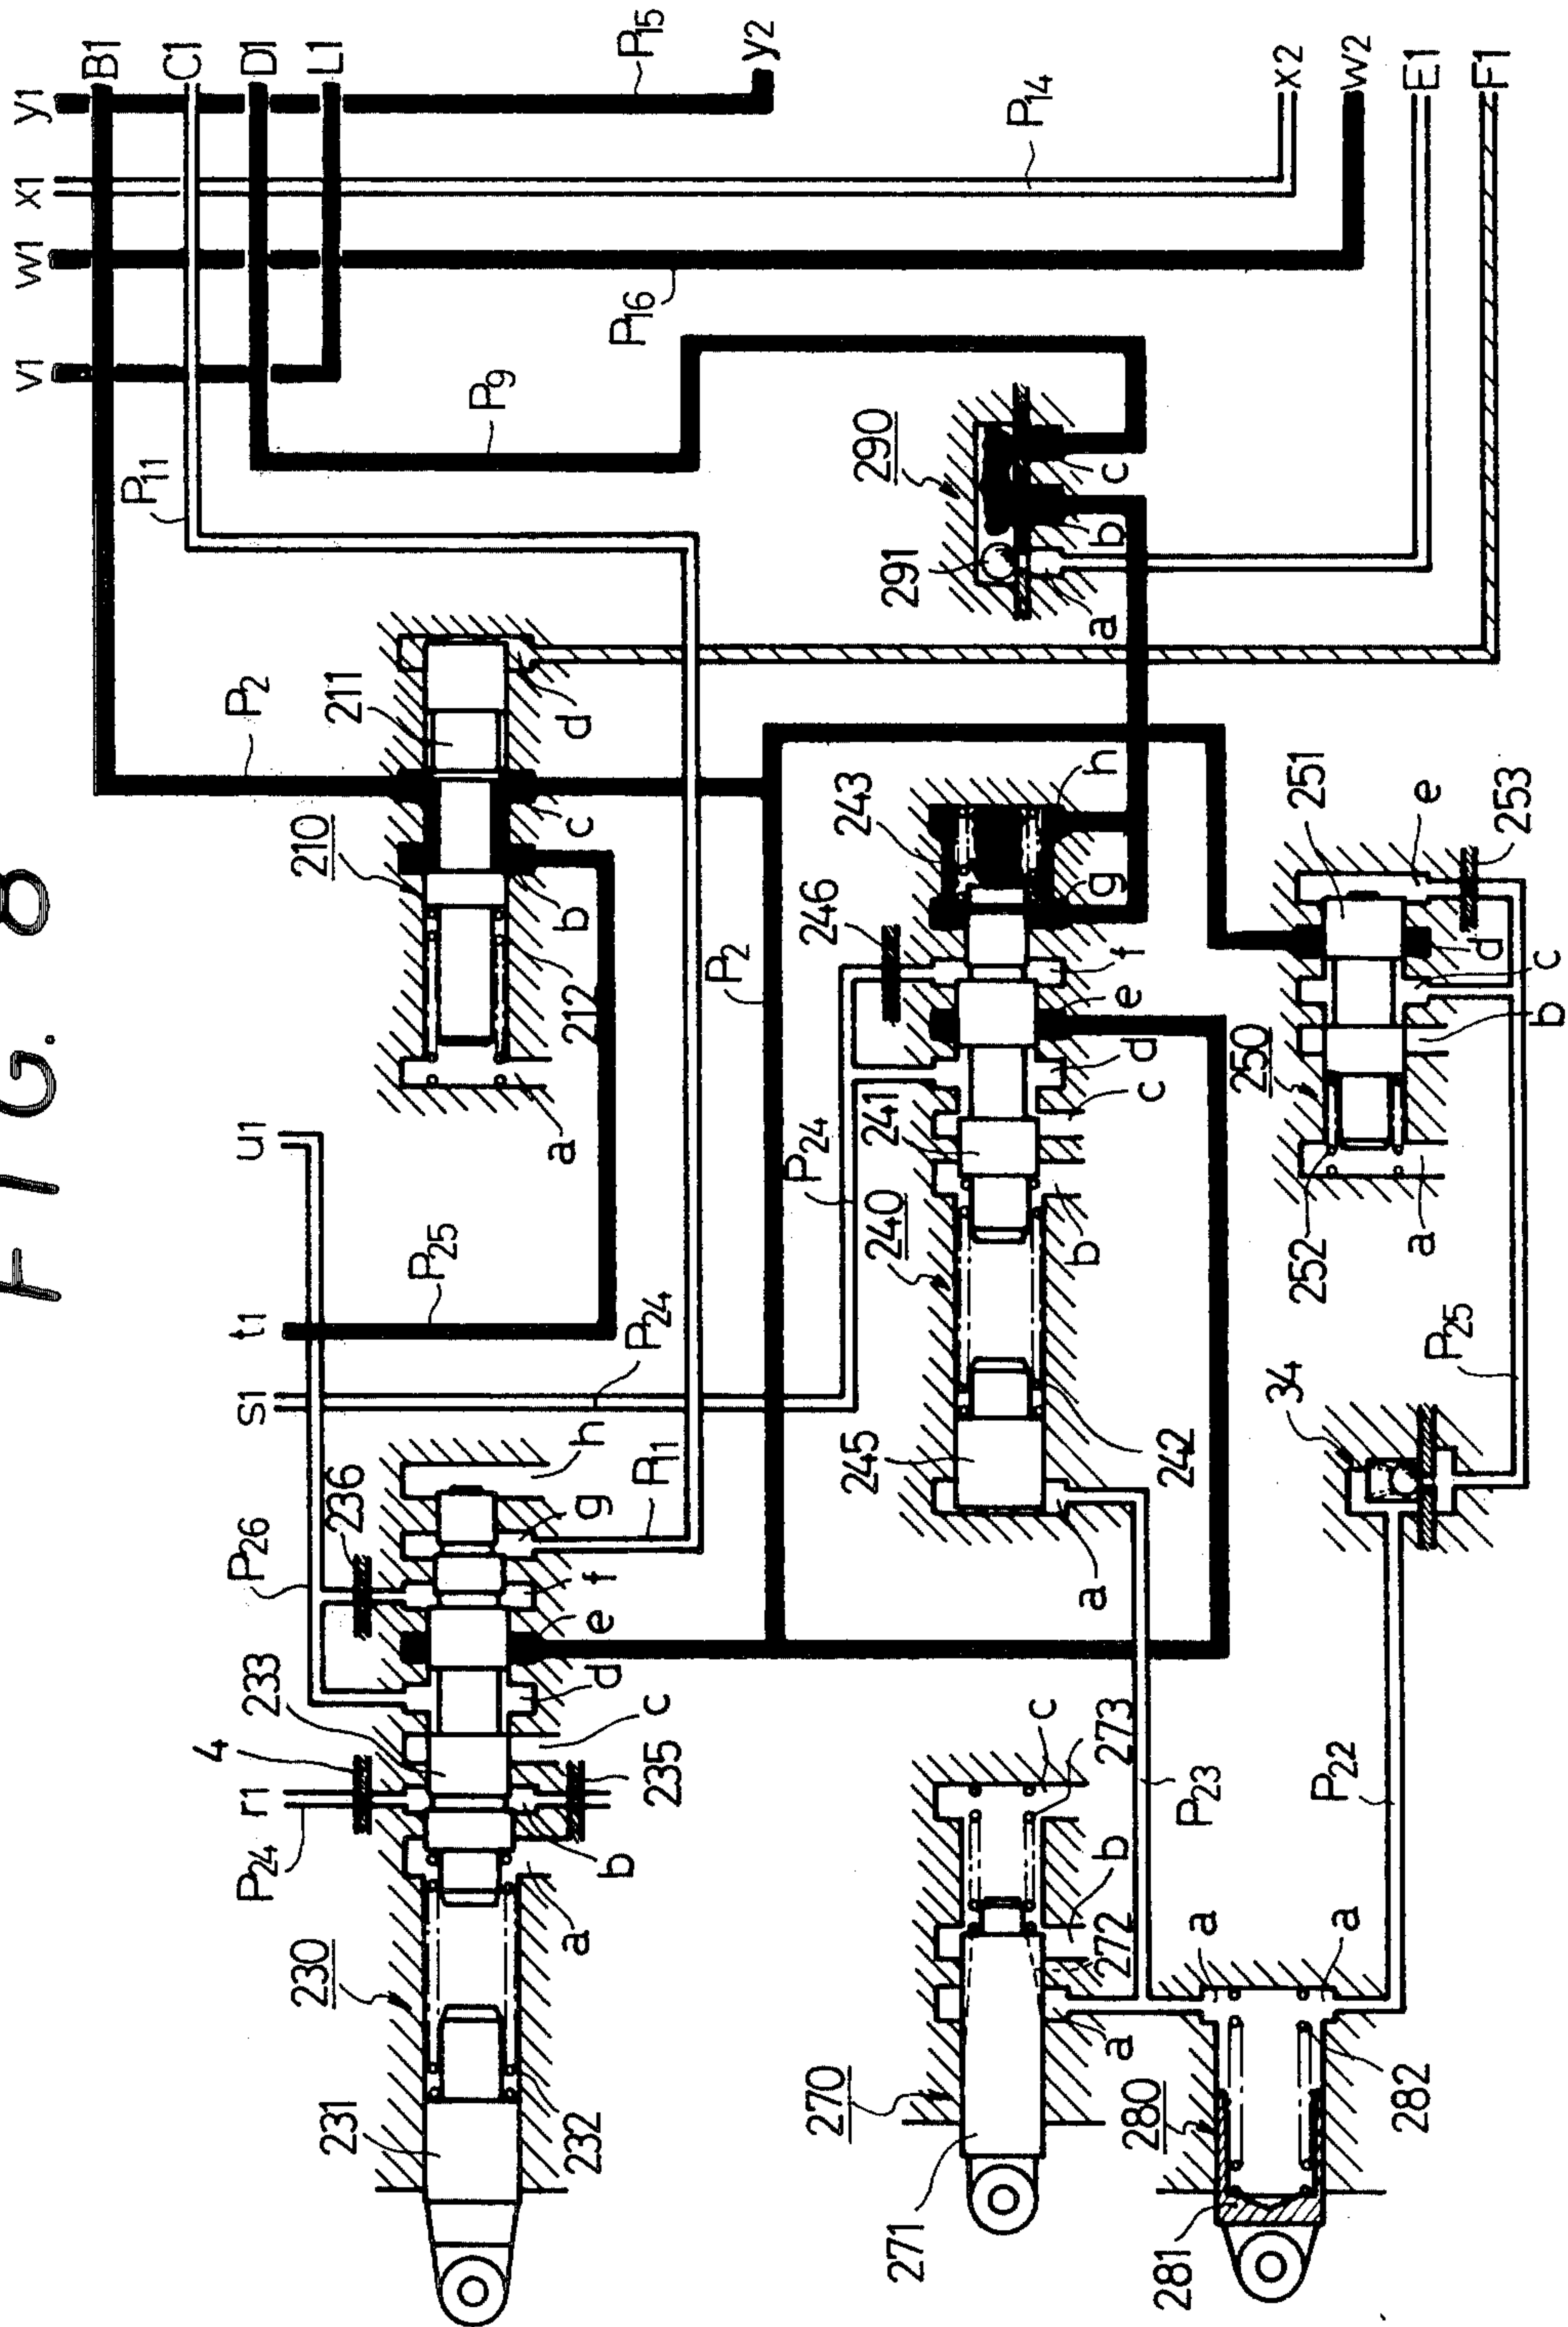 FIG. 8
y1
x1
w1
v1
B1
C1
D1
L1
P15
y2
P14
x2
w2
E1
F1
P16
P9
P11
P2
290
291
a
b
c
211
210
212
a
b
c
d
u1
t1
s1
P25
P24
P2
P26
236
233
4
r1
P24
235
230
231
232
a
b
c
d
e
f
g
h
P24
246
243
241
240
245
242
a
b
c
d
e
f
g
h
251
253
250
252
a
b
c
d
e
34
P25
P22
P23
270
271
272
273
a
b
c
280
281
282
a
a